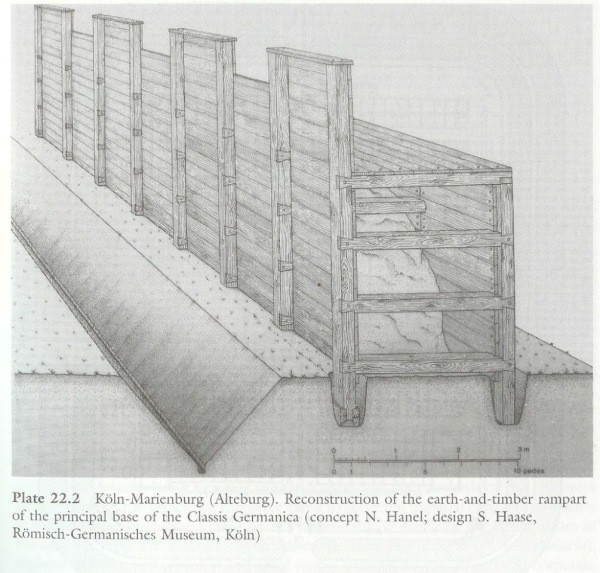 0 1 2 3 m
0 1 5 10 pedes
Plate 22.2 Köln-Marienburg (Alteburg). Reconstruction of the earth-and-timber rampart
of the principal base of the Classis Germanica (concept N. Hanel; design S. Haase,
Römisch-Germanisches Museum, Köln)